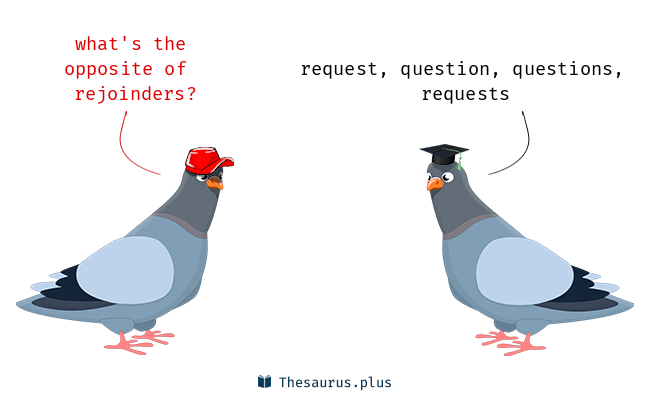 what's the
opposite of
rejoinders?
request, question, questions,
requests
Thesaurus.plus